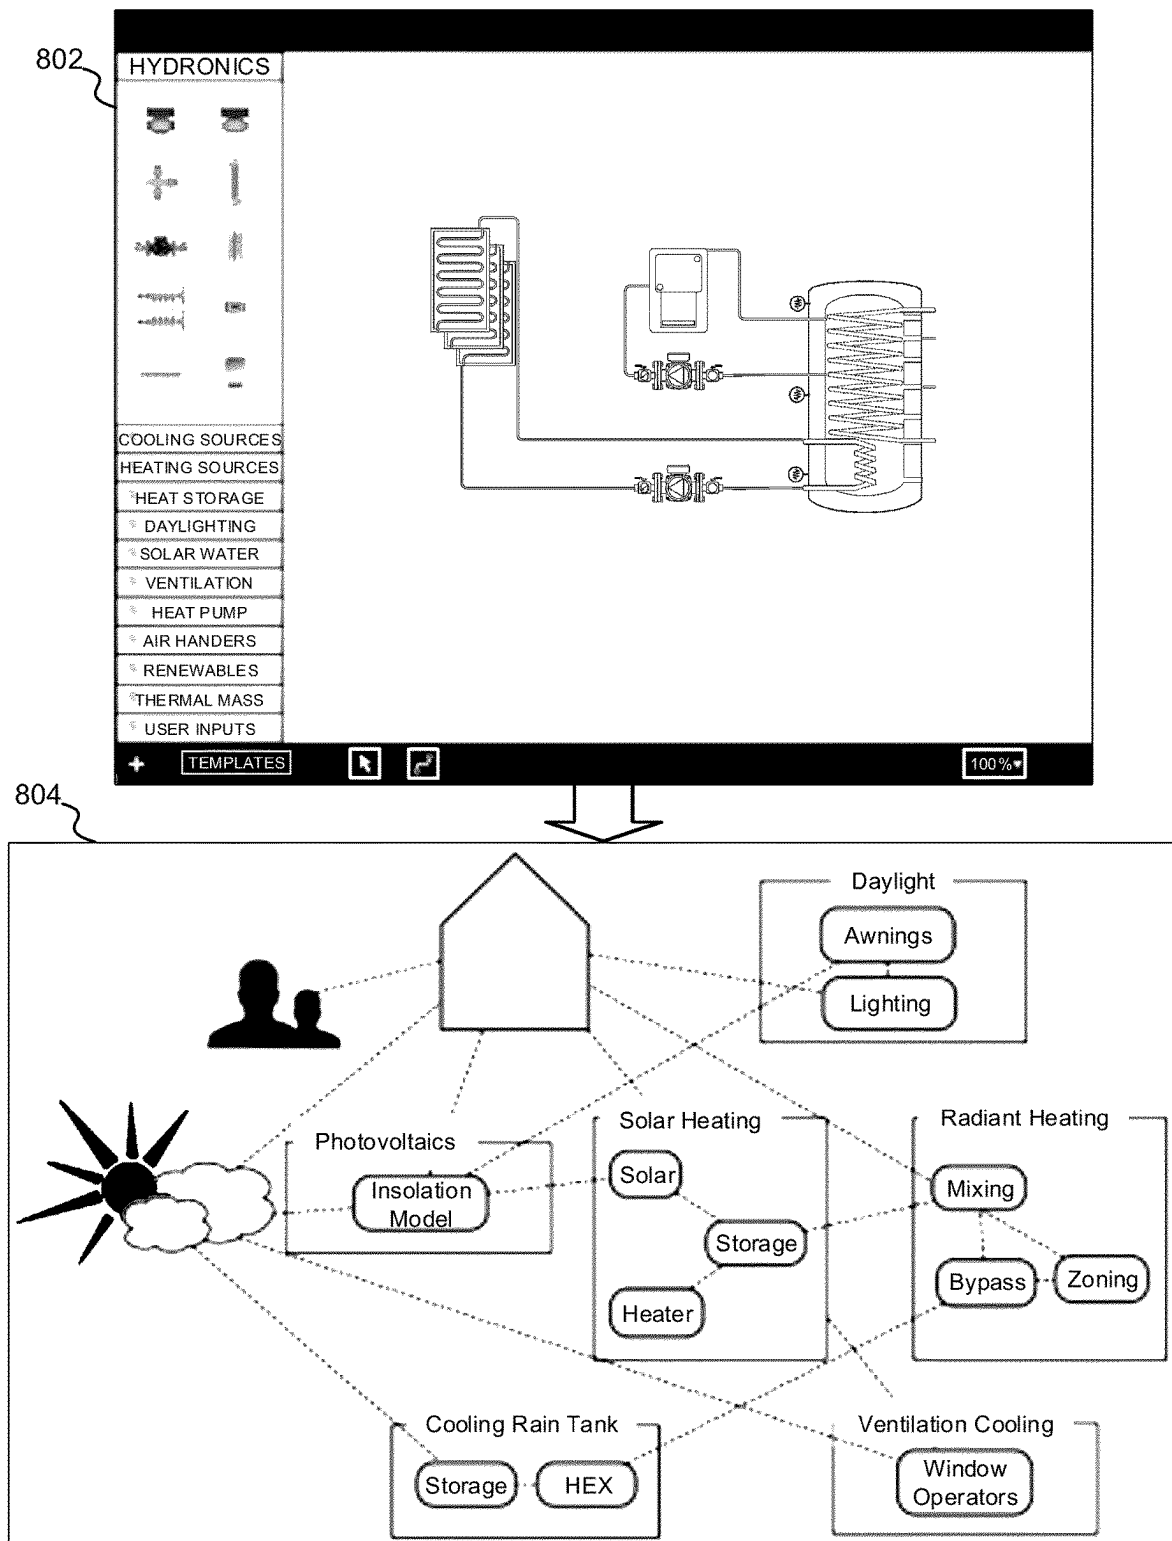 802
HYDRONICS
COOLING SOURCES
HEATING SOURCES
HEAT STORAGE
DAYLIGHTING
SOLAR WATER
VENTILATION
HEAT PUMP
AIR HANDERS
RENEWABLES
THERMAL MASS
USER INPUTS
TEMPLATES
100%
804
Daylight
Awnings
Lighting
Photovoltaics
Insolation
Model
Solar Heating
Solar
Storage
Heater
Radiant Heating
Mixing
Bypass
Zoning
Cooling Rain Tank
Storage
HEX
Ventilation Cooling
Window
Operators